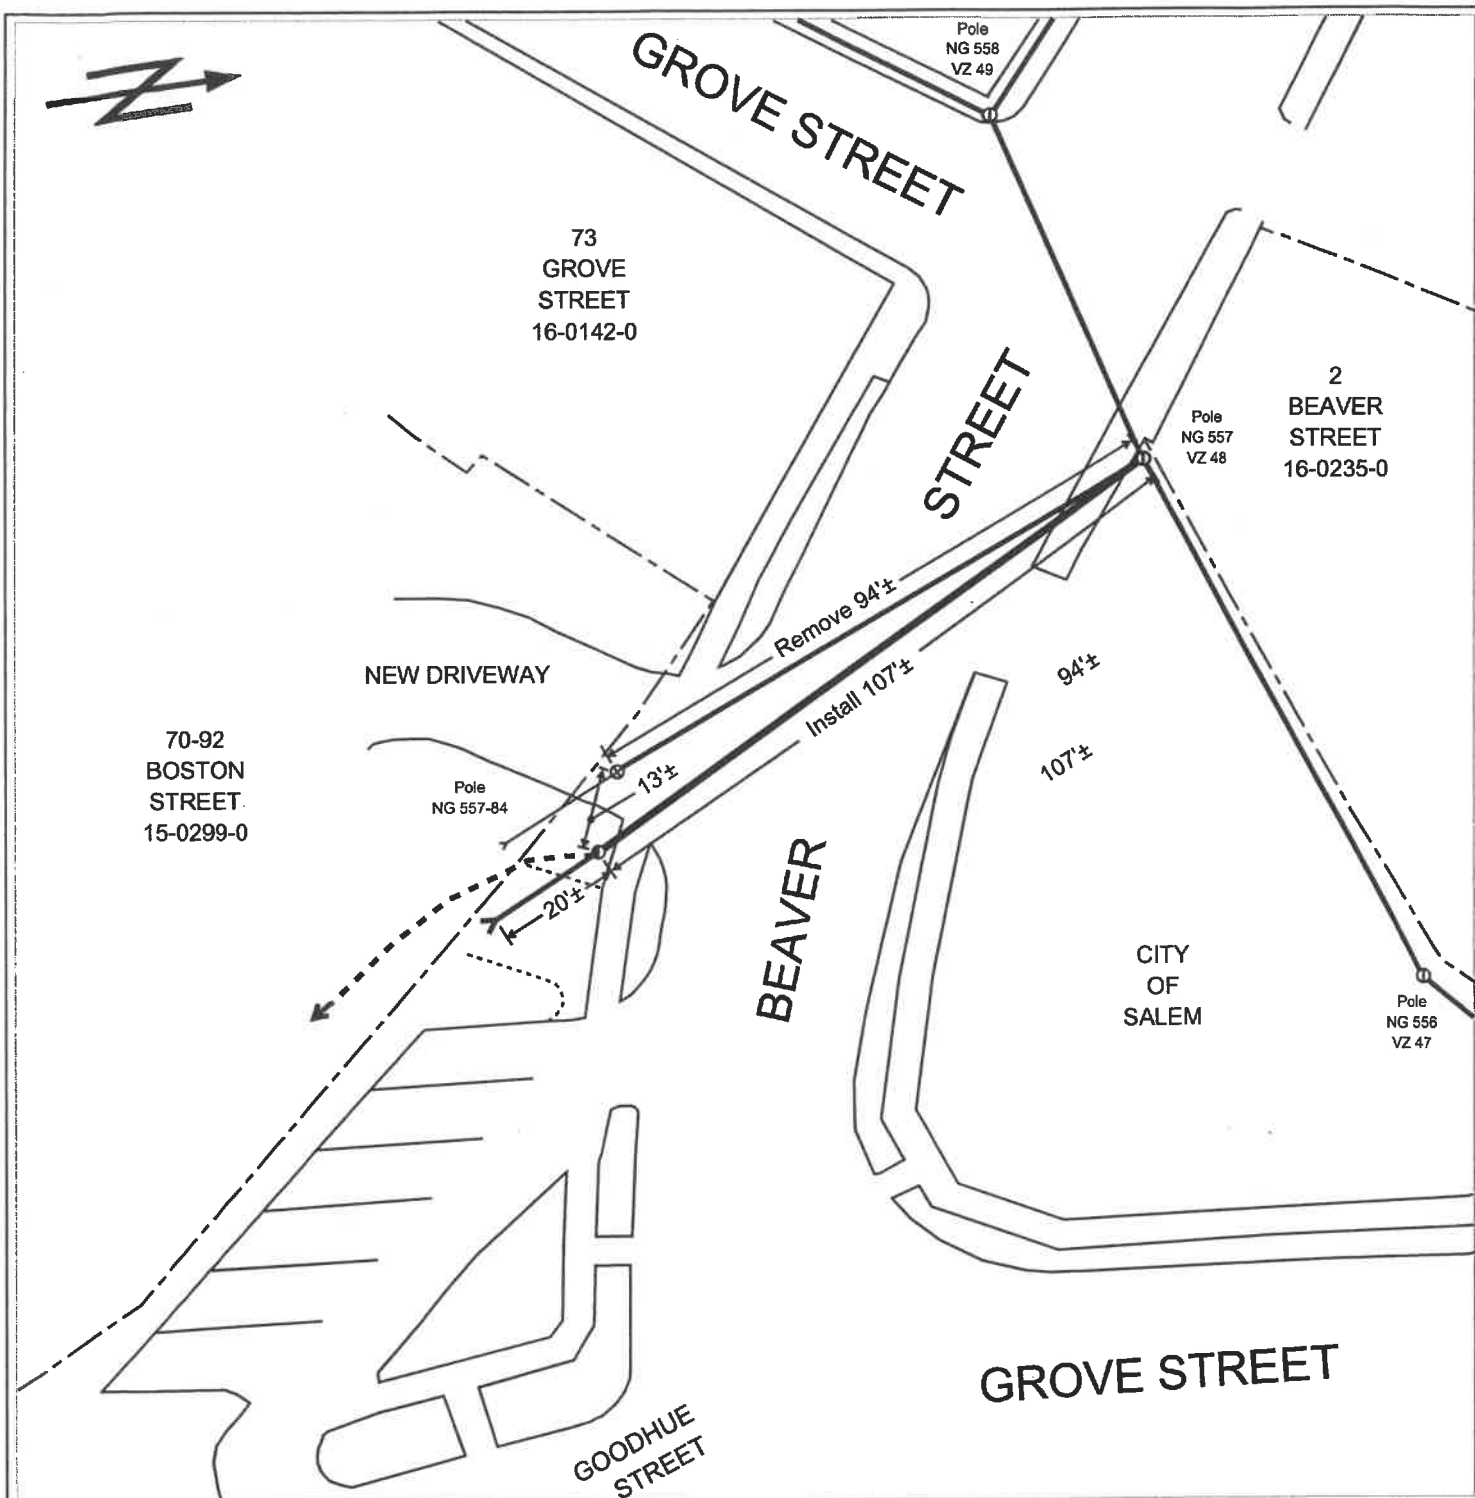 Pole
NG 558
VZ 49
GROVE STREET
73
GROVE
STREET
16-0142-0
2
BEAVER
STREET
16-0235-0
Pole
NG 557
VZ 48
STREET
Remove 94'±
Install 107'±
94'±
107'±
NEW DRIVEWAY
70-92
BOSTON
STREET
15-0299-0
Pole
NG 557-84
13'±
20'±
BEAVER
CITY
OF
SALEM
Pole
NG 556
VZ 47
GROVE STREET
GOODHUE
STREET